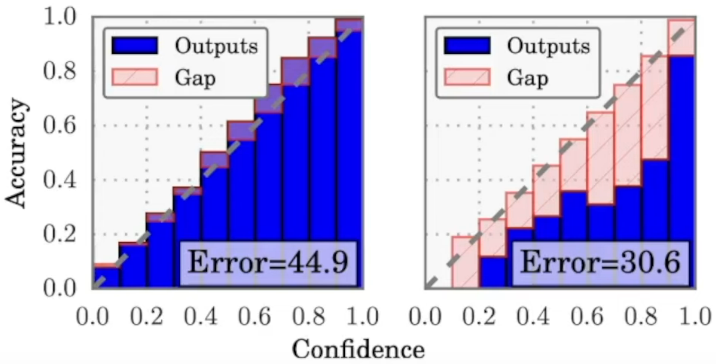 1.0
0.8
0.6
0.4
0.2
0.0
Accuracy
Outputs
Gap
Error=44.9
0.0 0.2 0.4 0.6 0.8 1.0
Outputs
Gap
Error=30.6
0.0 0.2 0.4 0.6 0.8 1.0
Confidence